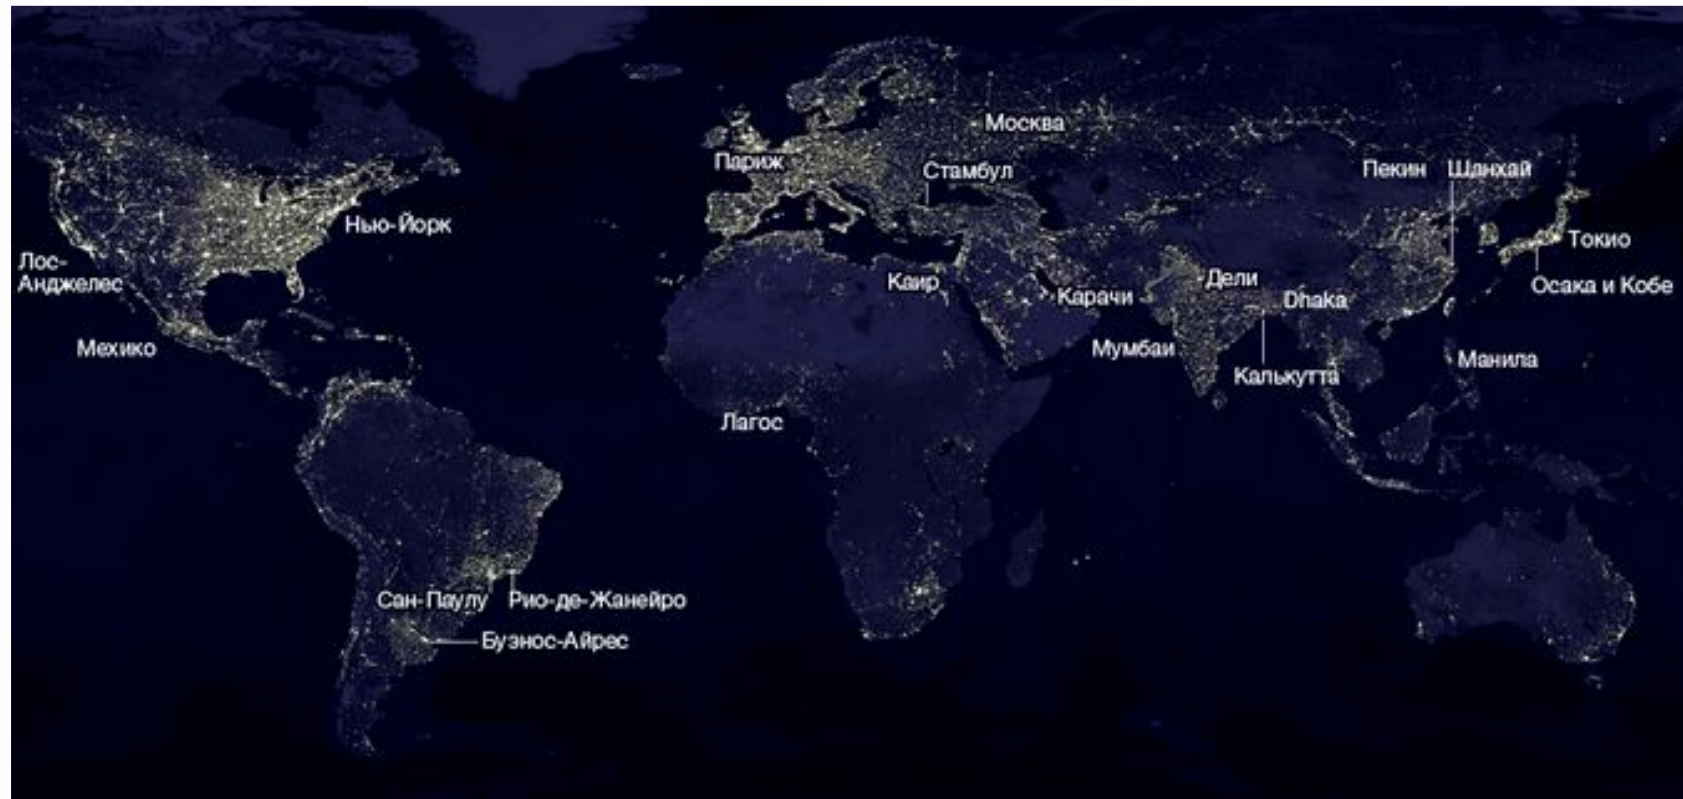 Москва
Париж
Стамбул
Пекин
Шанхай
Нью-Йорк
Токио
Лос-
Анджелес
Каир
Карачи
Дели
Dhaka
Осака и Кобе
Мехико
Мумбаи
Калькутта
Манила
Лагос
Сан-Паулу
Рио-де-Жанейро
Буэнос-Айрес